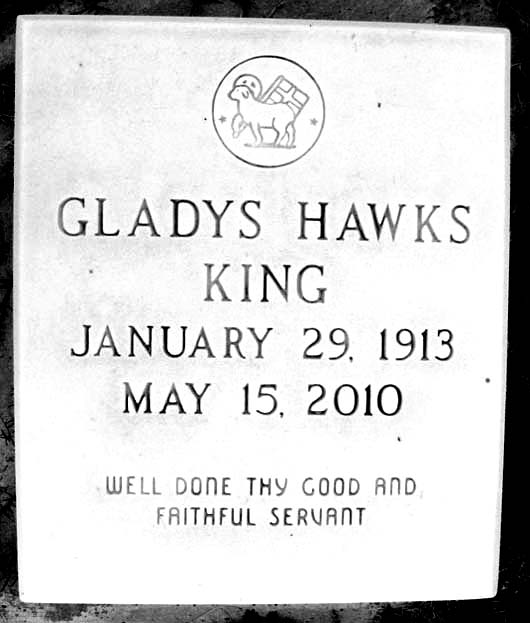 GLADYS HAWKS
KING
JANUARY 29, 1913
MAY 15, 2010
WELL DONE THY GOOD AND
FAITHFUL SERVANT